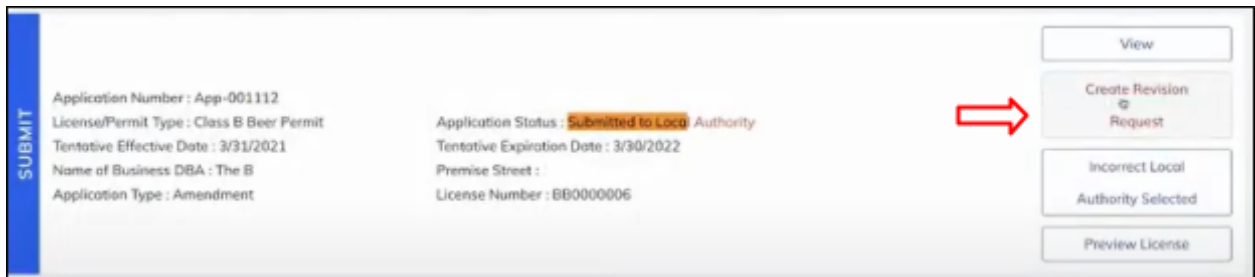 SUBMIT
Application Number : App-001112
License/Permit Type : Class B Beer Permit
Tentative Effective Date : 3/31/2021
Name of Business DBA : The B
Application Type : Amendment
Application Status : Submitted to Local Authority
Tentative Expiration Date : 3/30/2022
Premise Street :
License Number : BB0000006
View
Create Revision
Request
Incorrect Local
Authority Selected
Preview License